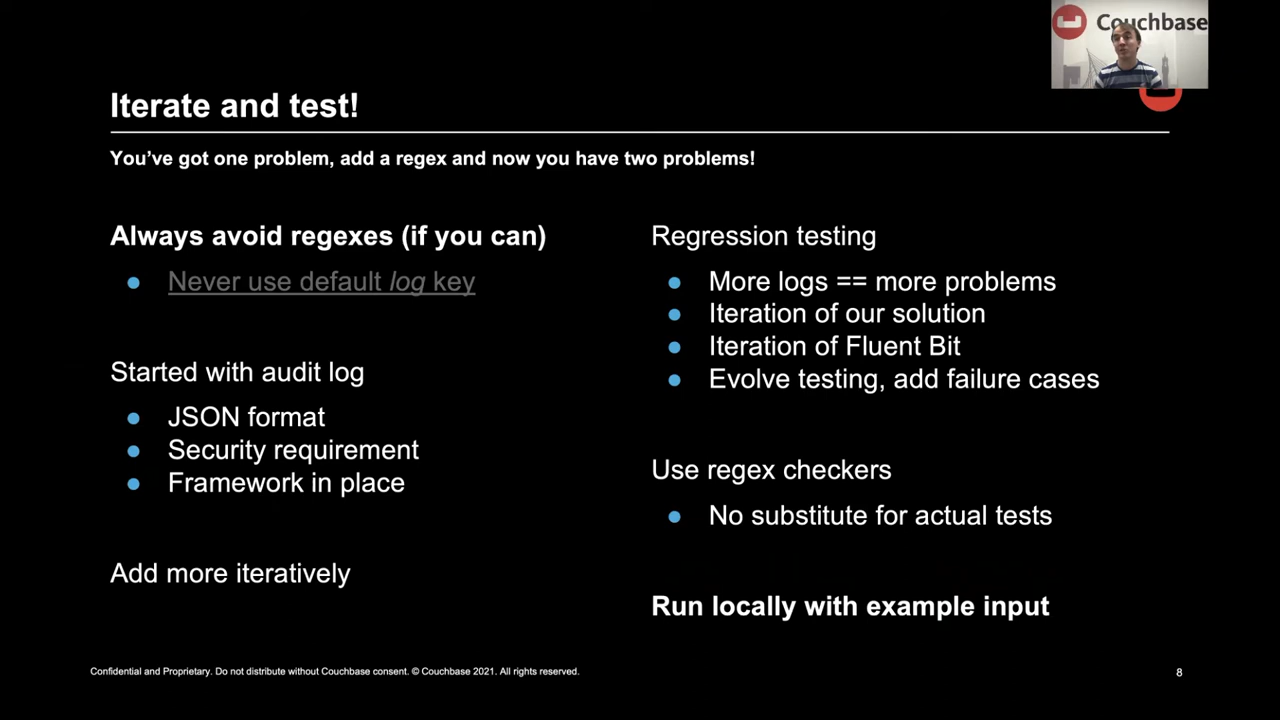 Couchbase
Iterate and test!
You've got one problem, add a regex and now you have two problems!
Always avoid regexes (if you can)
Never use default log key
Started with audit log
JSON format
Security requirement
Framework in place
Add more iteratively
Regression testing
More logs == more problems
Iteration of our solution
Iteration of Fluent Bit
Evolve testing, add failure cases
Use regex checkers
No substitute for actual tests
Run locally with example input
Confidential and Proprietary. Do not distribute without Couchbase consent. © Couchbase 2021. All rights reserved.
8